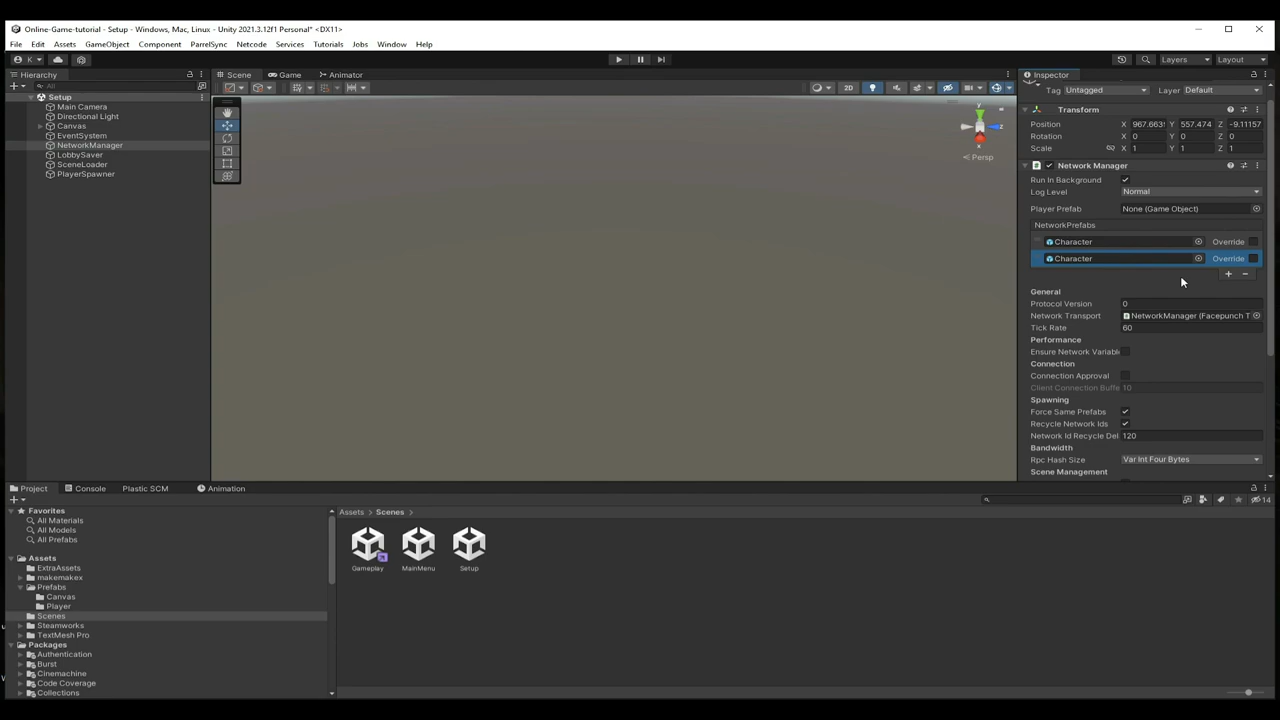 Online-Game-tutorial - Setup - Windows, Mac, Linux - Unity 2021.3.12f1 Personal* <DX11>
File Edit Assets GameObject Component ParrelSync Netcode Services Tutorials Jobs Window Help
K Layers Layout
Hierarchy
All
Setup
Main Camera
Directional Light
Canvas
EventSystem
NetworkManager
LobbySaver
SceneLoader
PlayerSpawner
Scene Game Animator
2D
y
z
Persp
Inspector
Tag Untagged Layer Default
Transform
Position X 967.663 Y 557.474 Z -9.11157
Rotation X 0 Y 0 Z 0
Scale X 1 Y 1 Z 1
Network Manager
Run In Background
Log Level Normal
Player Prefab None (Game Object)
NetworkPrefabs
Character Override
Character Override
General
Protocol Version 0
Network Transport NetworkManager (Facepunch T
Tick Rate 60
Performance
Ensure Network Variabl
Connection
Connection Approval
Client Connection Buffe 10
Spawning
Force Same Prefabs
Recycle Network Ids
Network Id Recycle Del 120
Bandwidth
Rpc Hash Size Var Int Four Bytes
Scene Management
Project Console Plastic SCM Animation
14
Favorites
All Materials
All Models
All Prefabs
Assets
ExtraAssets
makemakex
Prefabs
Canvas
Player
Scenes
Steamworks
TextMesh Pro
Packages
Authentication
Burst
Cinemachine
Code Coverage
Collections
Assets > Scenes >
Gameplay MainMenu Setup